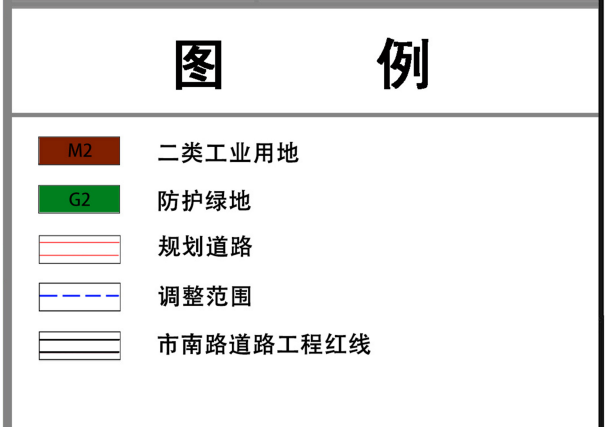 图 例
M2 二类工业用地
G2 防护绿地
规划道路
调整范围
市南路道路工程红线